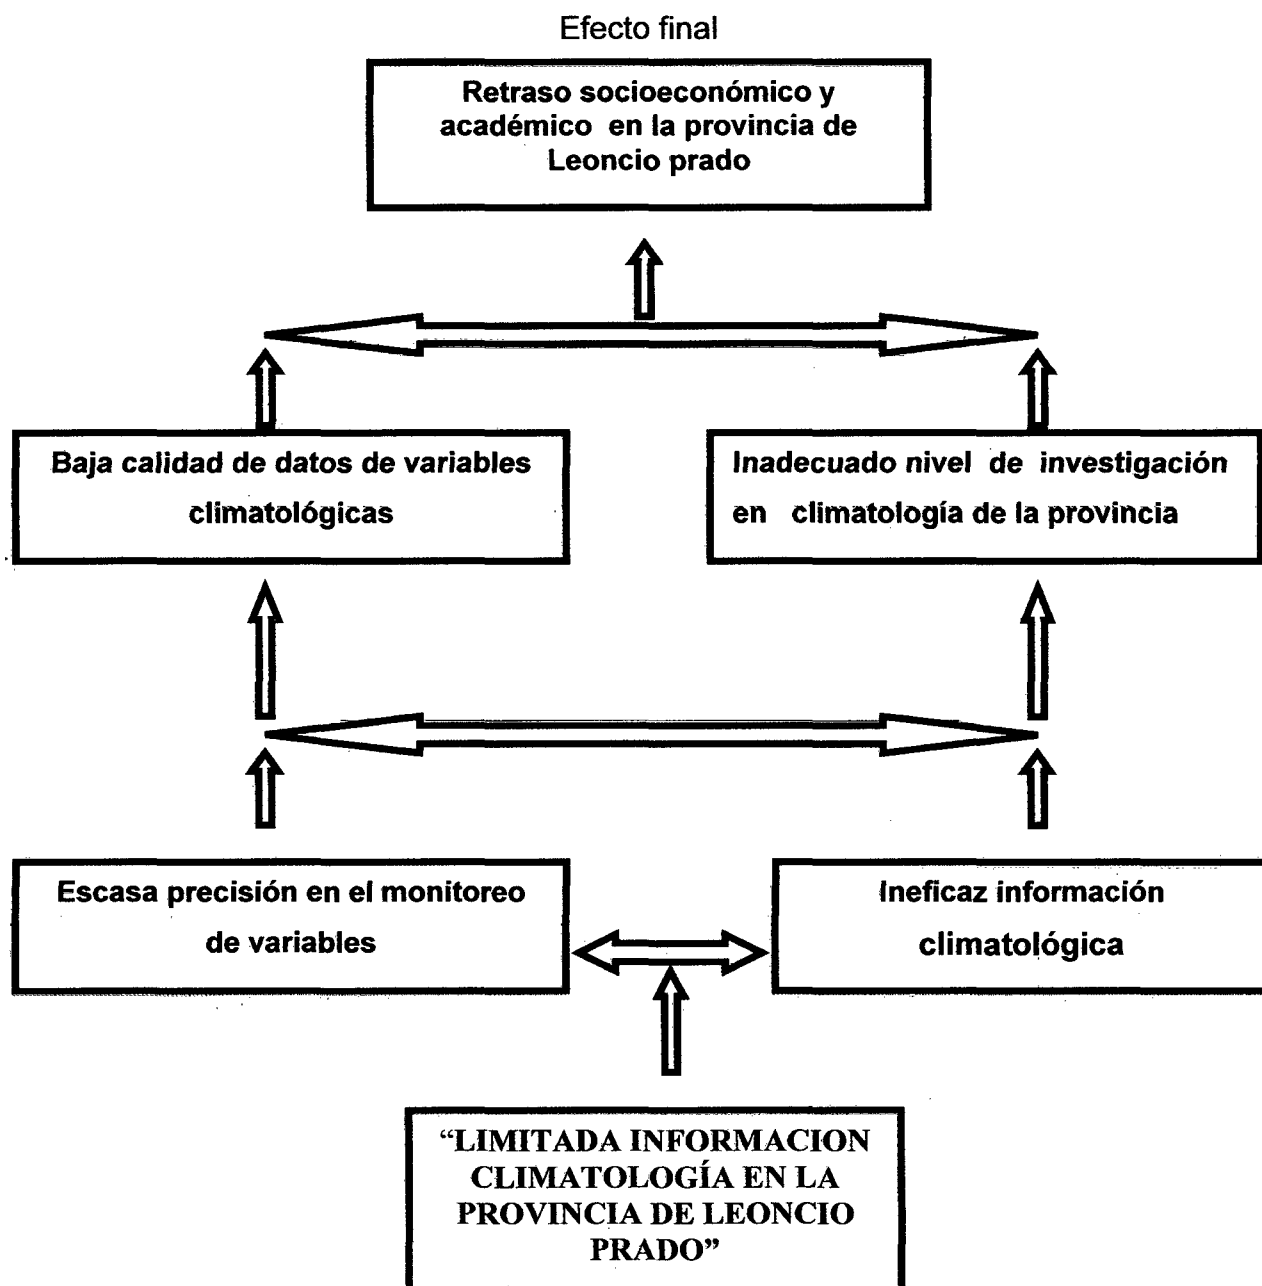 Efecto final
Retraso socioeconómico y
académico en la provincia de
Leoncio prado
Baja calidad de datos de variables
climatológicas
Inadecuado nivel de investigación
en climatología de la provincia
Escasa precisión en el monitoreo
de variables
Ineficaz información
climatológica
“LIMITADA INFORMACION
CLIMATOLOGÍA EN LA
PROVINCIA DE LEONCIO
PRADO”